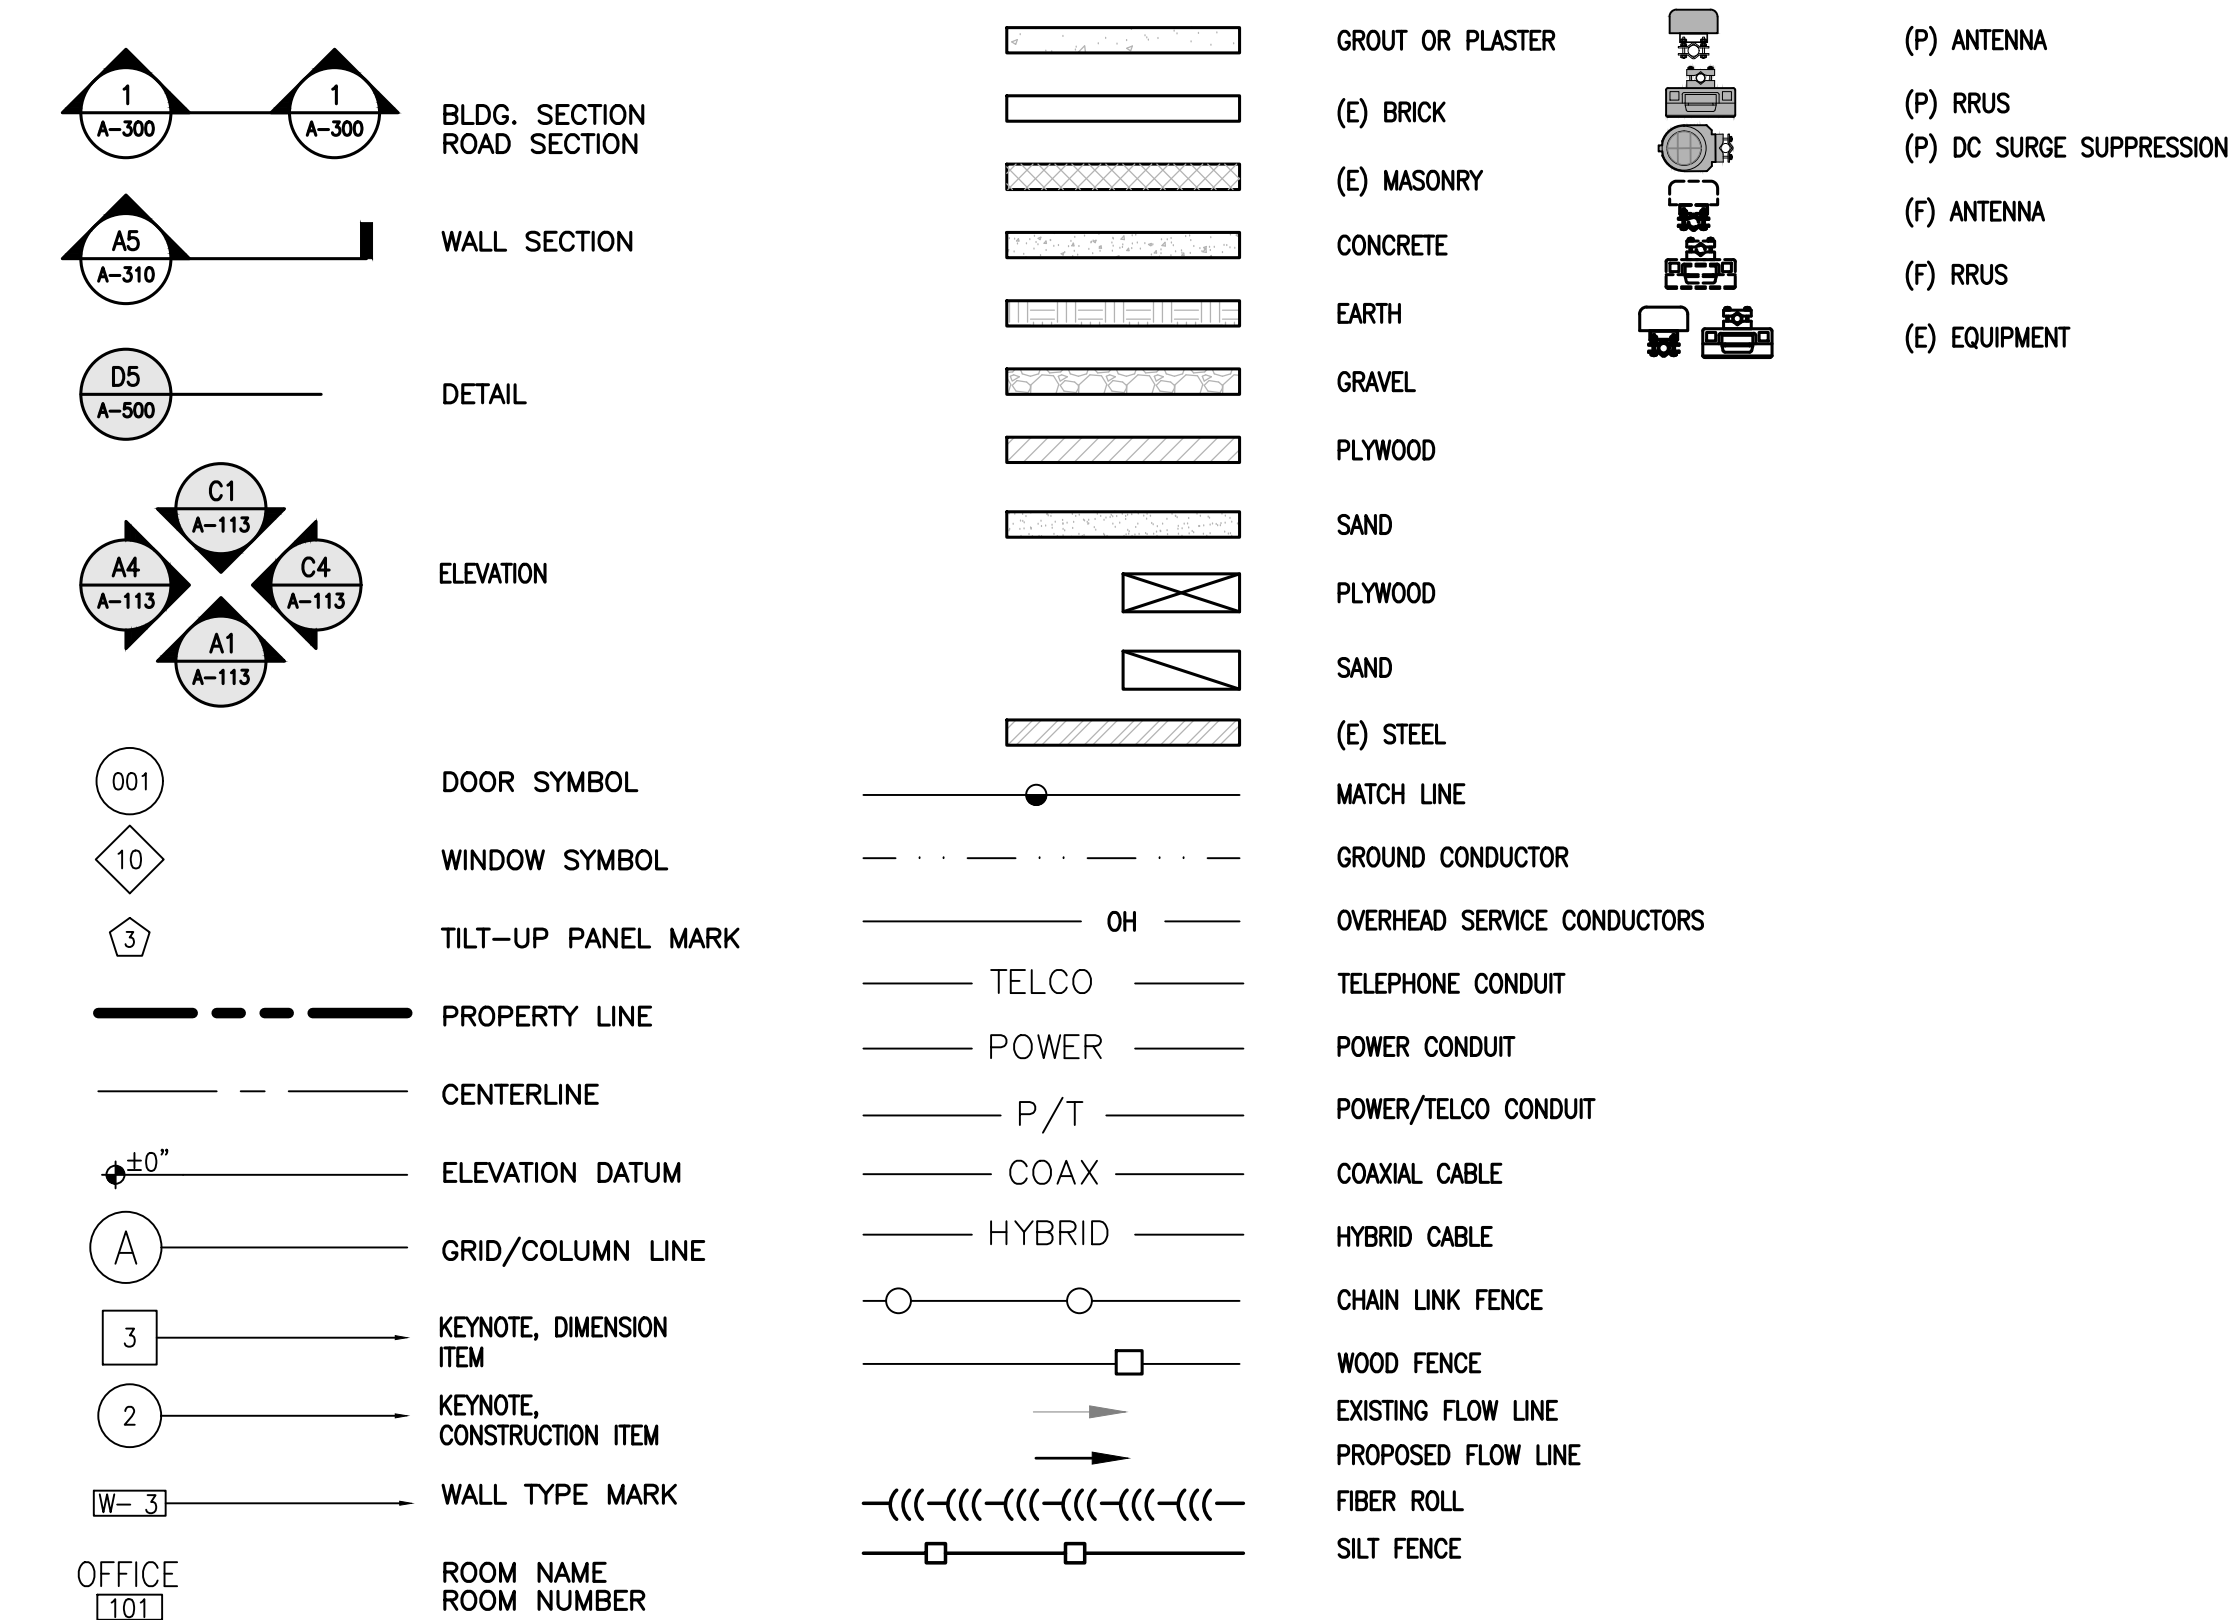 1
A-300
1
A-300
BLDG. SECTION
ROAD SECTION
A5
A-310
WALL SECTION
D5
A-500
DETAIL
C1
A-113
A4
A-113
C4
A-113
A1
A-113
ELEVATION
001
DOOR SYMBOL
10
WINDOW SYMBOL
3
TILT-UP PANEL MARK
PROPERTY LINE
CENTERLINE
±0"
ELEVATION DATUM
A
GRID/COLUMN LINE
3
KEYNOTE, DIMENSION
ITEM
2
KEYNOTE,
CONSTRUCTION ITEM
W- 3
WALL TYPE MARK
OFFICE
101
ROOM NAME
ROOM NUMBER
GROUT OR PLASTER
(E) BRICK
(E) MASONRY
CONCRETE
EARTH
GRAVEL
PLYWOOD
SAND
PLYWOOD
SAND
(E) STEEL
MATCH LINE
GROUND CONDUCTOR
OH
OVERHEAD SERVICE CONDUCTORS
TELCO
TELEPHONE CONDUIT
POWER
POWER CONDUIT
P/T
POWER/TELCO CONDUIT
COAX
COAXIAL CABLE
HYBRID
HYBRID CABLE
CHAIN LINK FENCE
WOOD FENCE
EXISTING FLOW LINE
PROPOSED FLOW LINE
FIBER ROLL
SILT FENCE
(P) ANTENNA
(P) RRUS
(P) DC SURGE SUPPRESSION
(F) ANTENNA
(F) RRUS
(E) EQUIPMENT